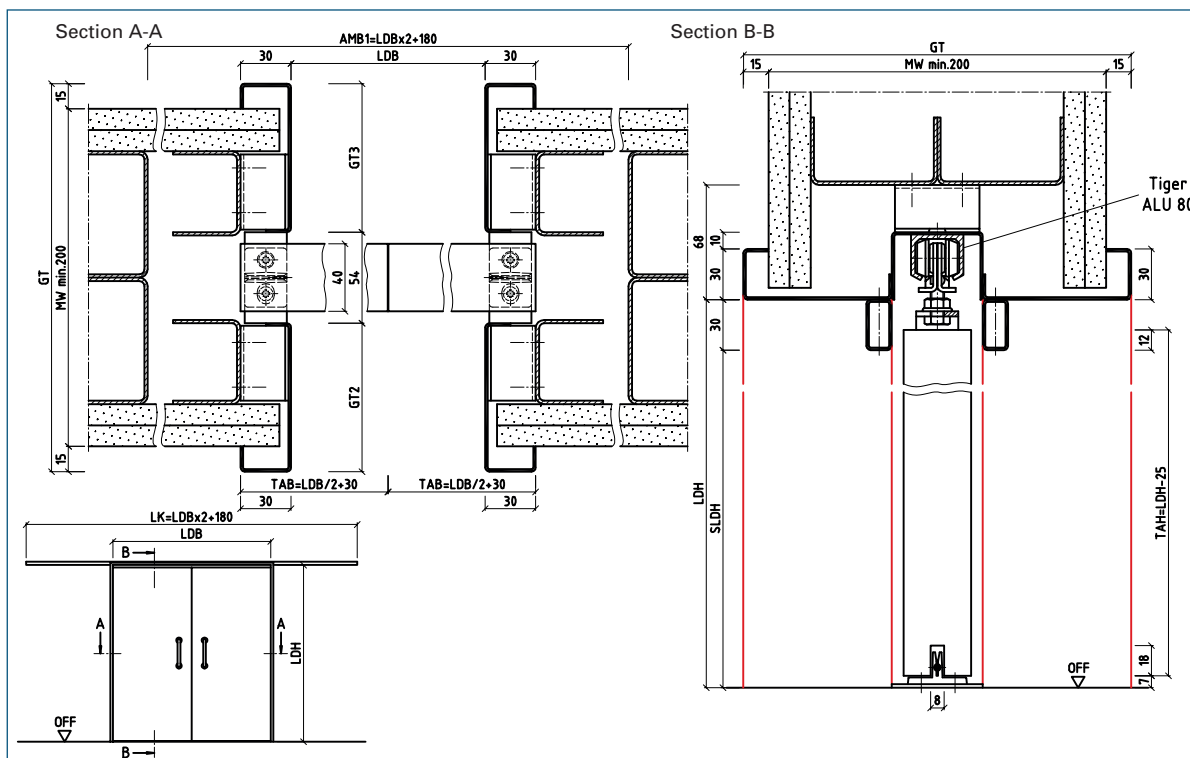 Section A-A
AMB1=LDBx2+180
30
LDB
30
15
GT
MW min.200
15
GT3
40
54
GT2
TAB=LDB/2+30
TAB=LDB/2+30
30
30
LK=LDBx2+180
LDB
B
A
A
LDH
OFF
B
Section B-B
GT
15
MW min.200
15
Tiger
ALU 80
68
10
30
30
30
12
LDH
SLDH
TAH=LDH-25
18
7
8
OFF